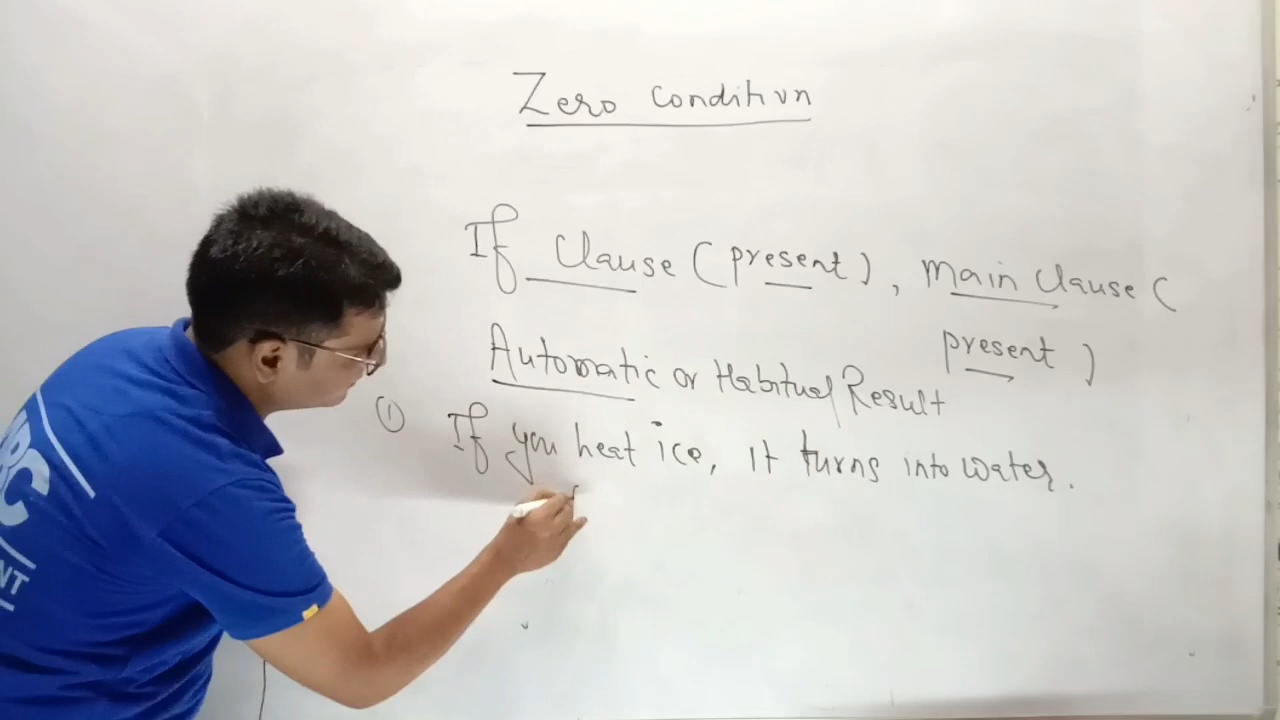 Zero condition
If Clause (present), Main Clause (
present)
Automatic or Habitual Result
① If you heat ice, it turns into water.